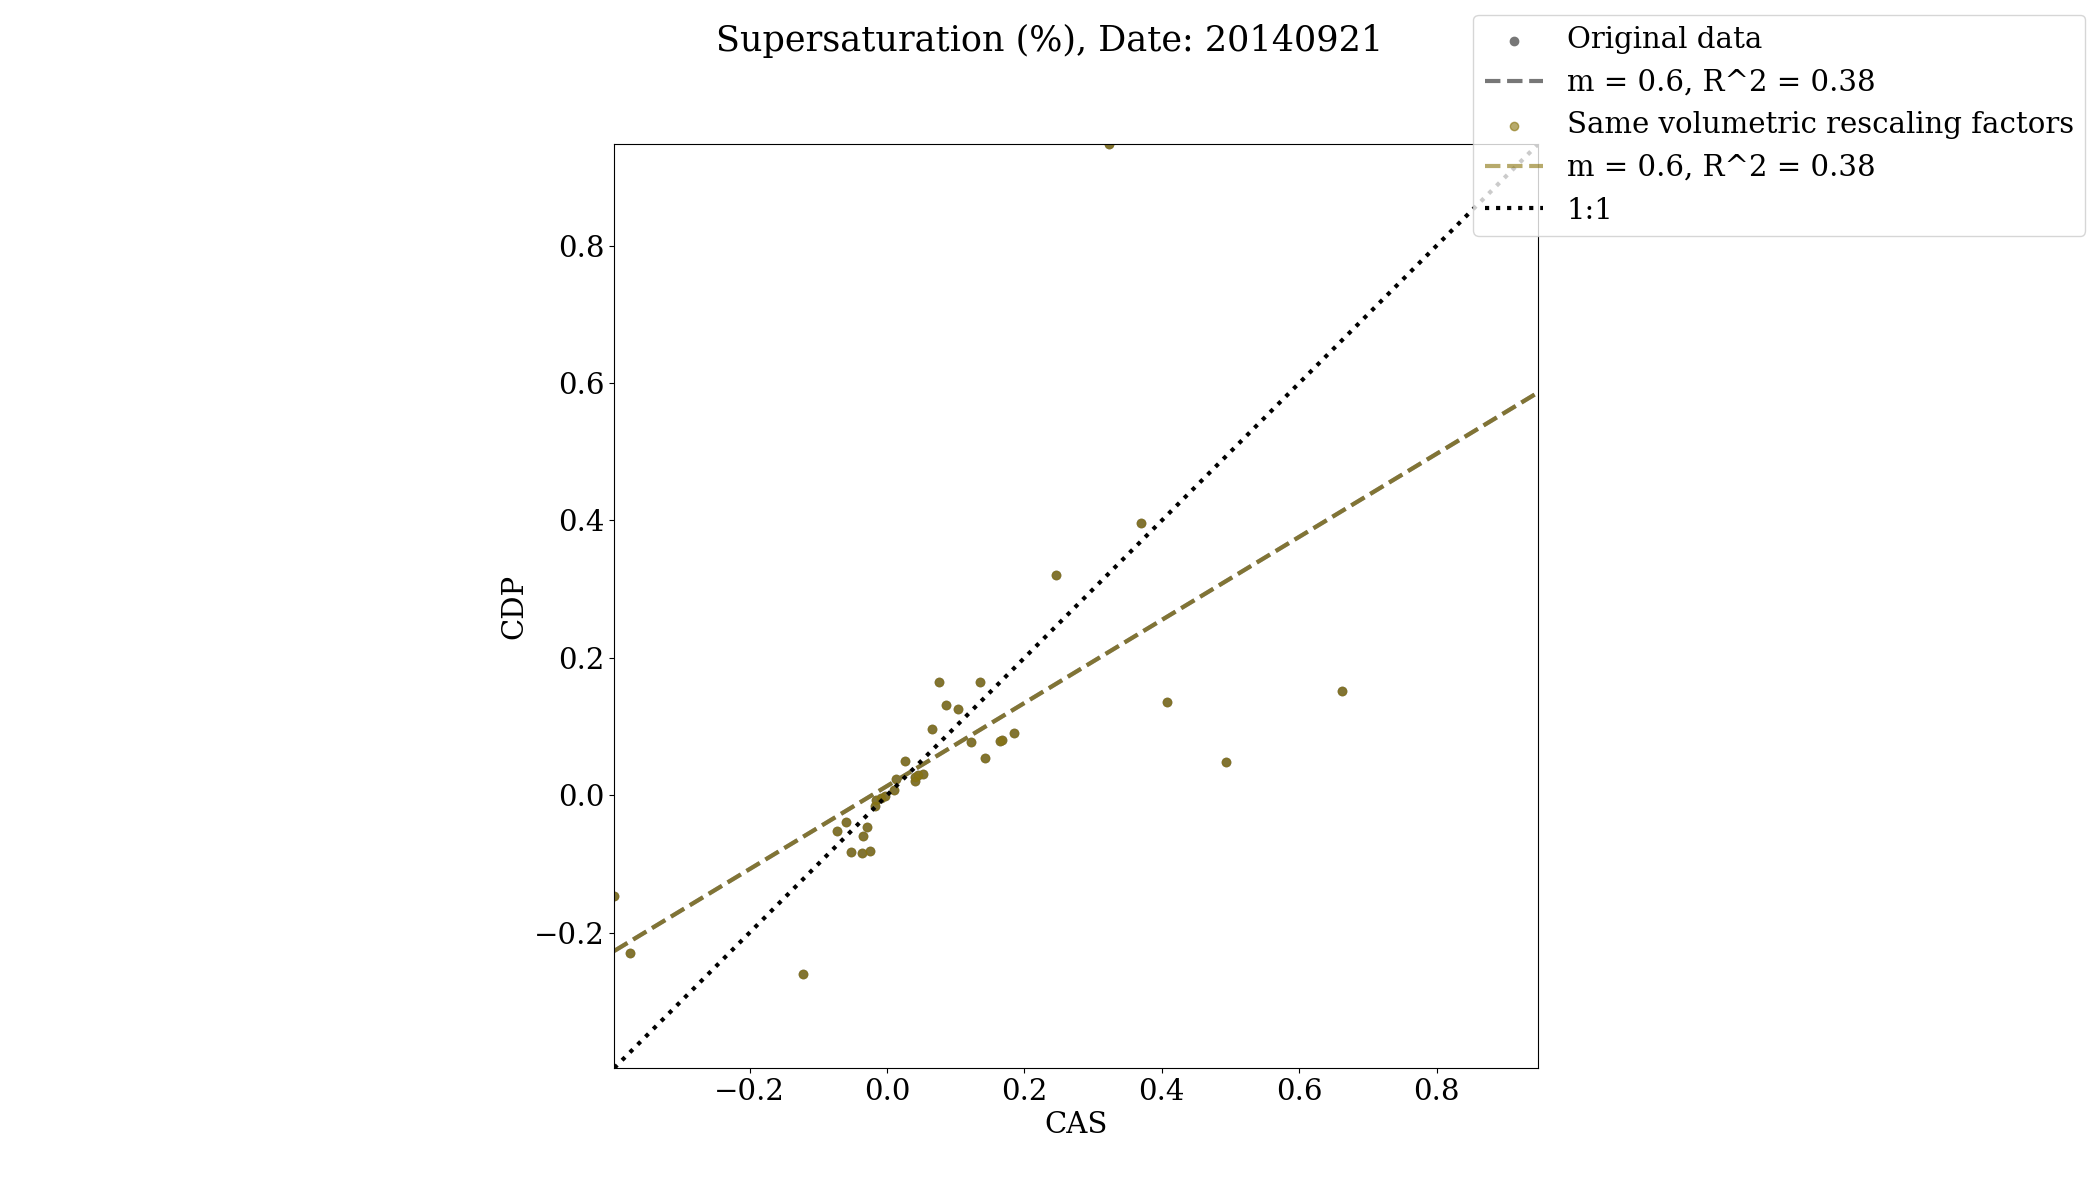 Supersaturation (%), Date: 20140921
Original data
m = 0.6, R^2 = 0.38
Same volumetric rescaling factors
m = 0.6, R^2 = 0.38
1:1
0.8
0.6
0.4
0.2
0.0
−0.2
CDP
−0.2 0.0 0.2 0.4 0.6 0.8
CAS